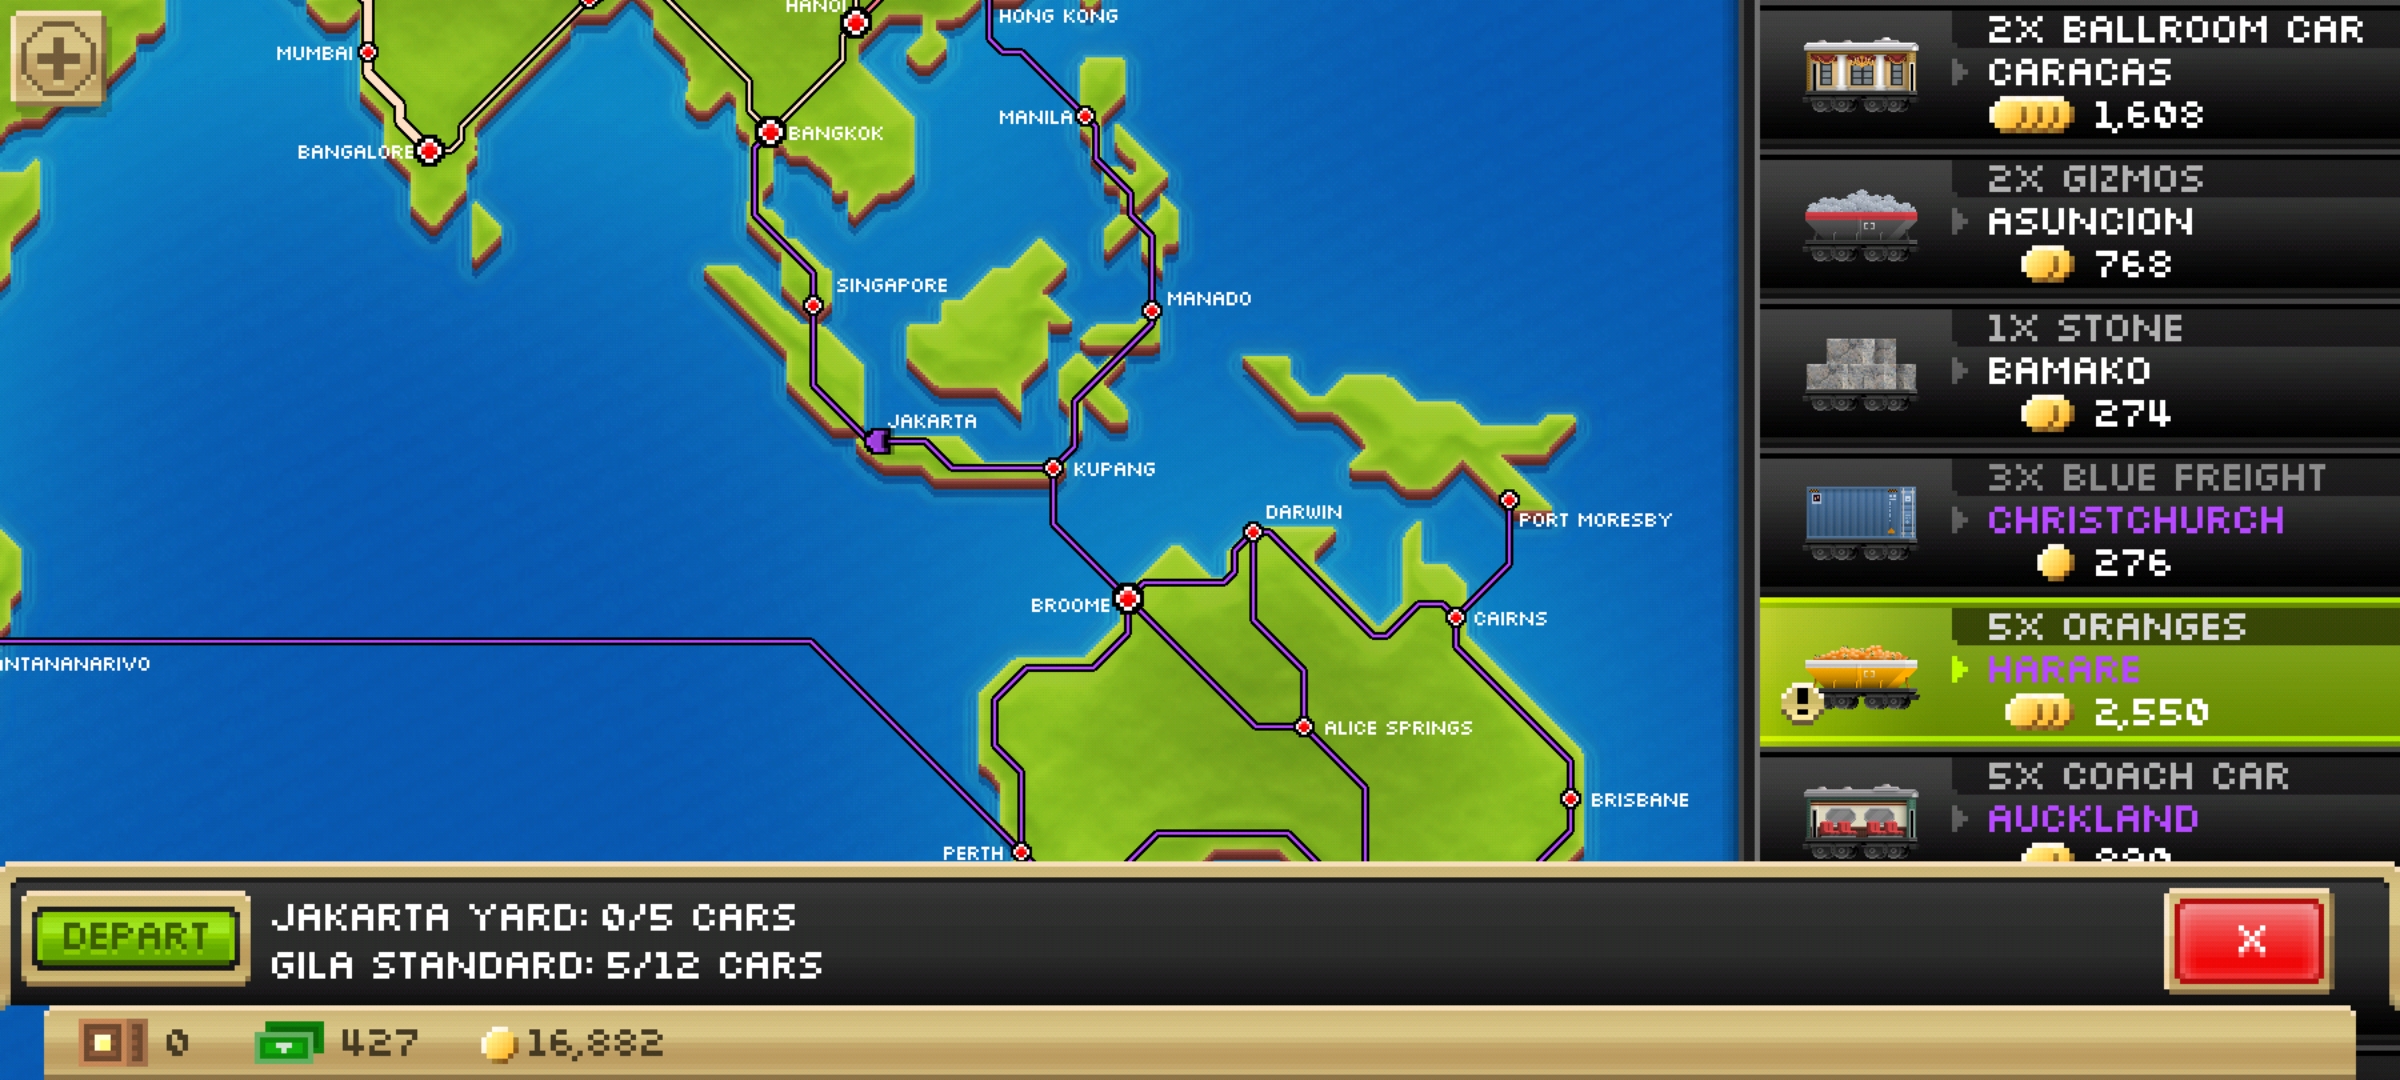 HANOI
HONG KONG
MUMBAI
MANILA
BANGKOK
BANGALORE
SINGAPORE
MANADO
JAKARTA
KUPANG
DARWIN
PORT MORESBY
BROOME
CAIRNS
ANTANANARIVO
ALICE SPRINGS
BRISBANE
PERTH
2X BALLROOM CAR
CARACAS
1,608
2X GIZMOS
ASUNCION
768
1X STONE
BAMAKO
274
3X BLUE FREIGHT
CHRISTCHURCH
276
5X ORANGES
HARARE
2,550
5X COACH CAR
AUCKLAND
DEPART
JAKARTA YARD: 0/5 CARS
GILA STANDARD: 5/12 CARS
X
0
427
16,882